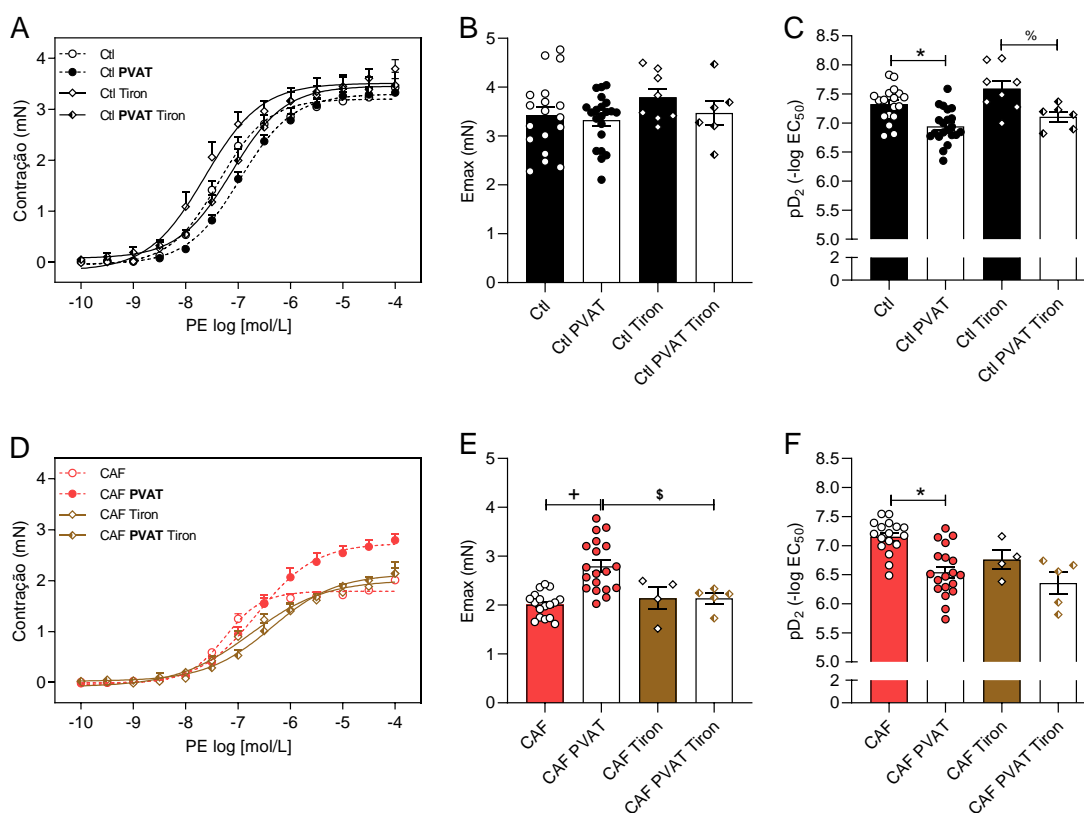 A
Ctl
Ctl PVAT
Ctl Tiron
Ctl PVAT Tiron
Contração (mN)
4
3
2
1
0
-10 -9 -8 -7 -6 -5 -4
PE log [mol/L]
B
Emax (mN)
5
4
3
2
1
0
Ctl
Ctl PVAT
Ctl Tiron
Ctl PVAT Tiron
C
pD2 (-log EC50)
8.5
8.0
7.5
7.0
6.5
6.0
5.5
5.0
2
0
*
%
Ctl
Ctl PVAT
Ctl Tiron
Ctl PVAT Tiron
D
CAF
CAF PVAT
CAF Tiron
CAF PVAT Tiron
Contração (mN)
4
3
2
1
0
-10 -9 -8 -7 -6 -5 -4
PE log [mol/L]
E
Emax (mN)
5
4
3
2
1
0
+
$
CAF
CAF PVAT
CAF Tiron
CAF PVAT Tiron
F
pD2 (-log EC50)
8.5
8.0
7.5
7.0
6.5
6.0
5.5
5.0
2
0
*
CAF
CAF PVAT
CAF Tiron
CAF PVAT Tiron